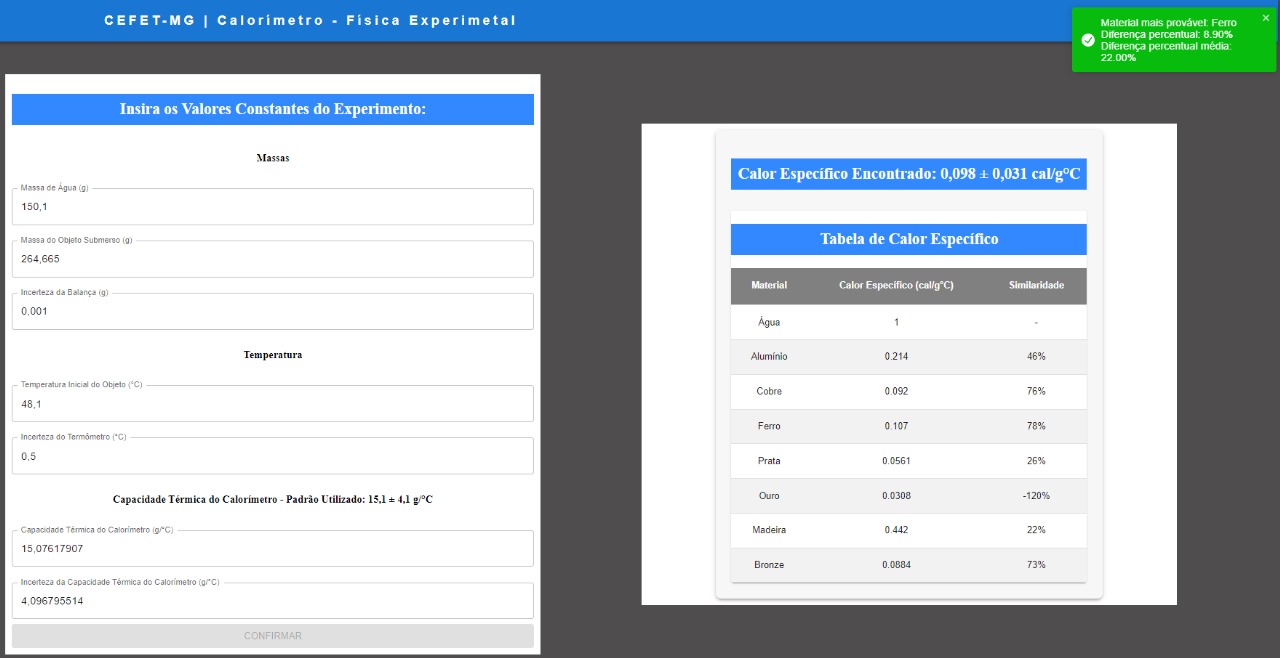 CEFET-MG | Calorímetro - Física Experimetal
Material mais provável: Ferro
Diferença percentual: 8.90%
Diferença percentual média:
22.00%
Insira os Valores Constantes do Experimento:
Massas
Massa de Água (g)
150,1
Massa do Objeto Submerso (g)
264,665
Incerteza da Balança (g)
0,001
Temperatura
Temperatura Inicial do Objeto (°C)
48,1
Incerteza do Termômetro (°C)
0,5
Capacidade Térmica do Calorímetro - Padrão Utilizado: 15,1 ± 4,1 g/°C
Capacidade Térmica do Calorímetro (g/°C)
15,07617907
Incerteza da Capacidade Térmica do Calorímetro (g/°C)
4,096795514
CONFIRMAR
Calor Específico Encontrado: 0,098 ± 0,031 cal/g°C
Tabela de Calor Específico
Material Calor Específico (cal/g°C) Similaridade
Água 1 -
Alumínio 0.214 46%
Cobre 0.092 76%
Ferro 0.107 78%
Prata 0.0561 26%
Ouro 0.0308 -120%
Madeira 0.442 22%
Bronze 0.0884 73%